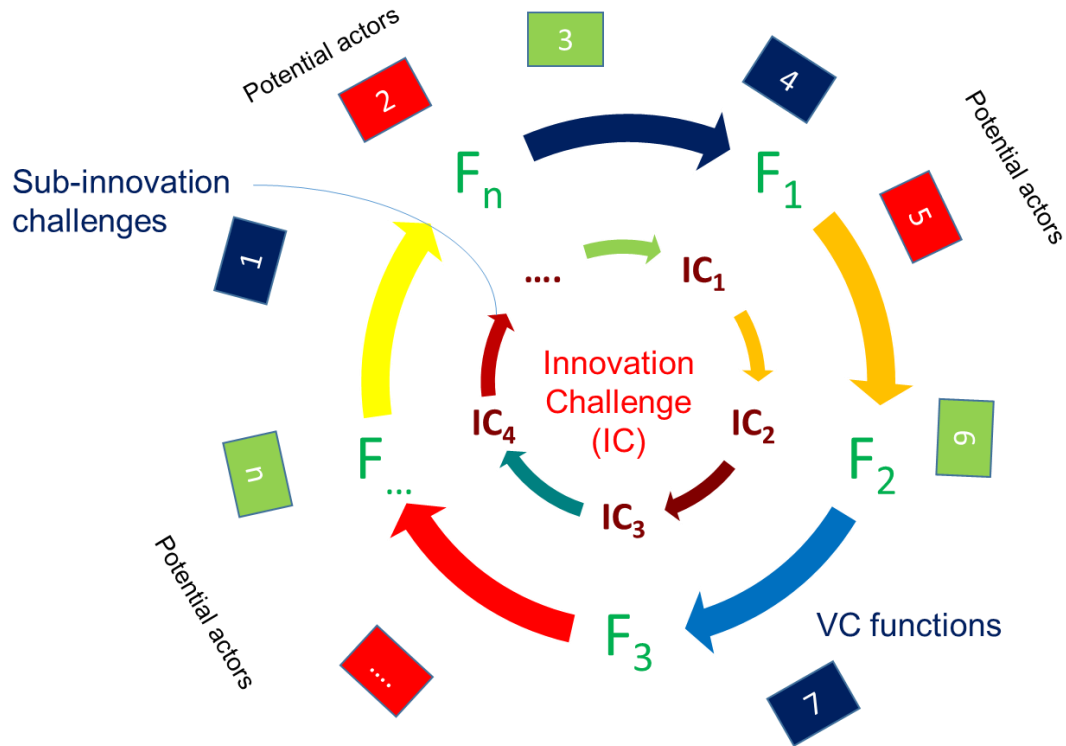 Potential actors
3
4
2
Potential actors
Sub-innovation
challenges
Fₙ
F₁
5
1
....
IC₁
Innovation
Challenge
(IC)
IC₄
IC₂
F...
F₂
6
n
IC₃
Potential actors
F₃
VC functions
....
7